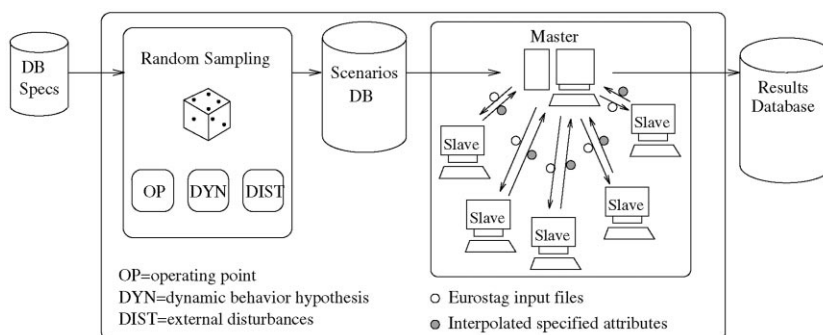 DB
Specs
Random Sampling
OP
DYN
DIST
Scenarios
DB
Master
Slave
Slave
Slave
Slave
Slave
Results
Database
OP=operating point
DYN=dynamic behavior hypothesis
DIST=external disturbances
Eurostag input files
Interpolated specified attributes